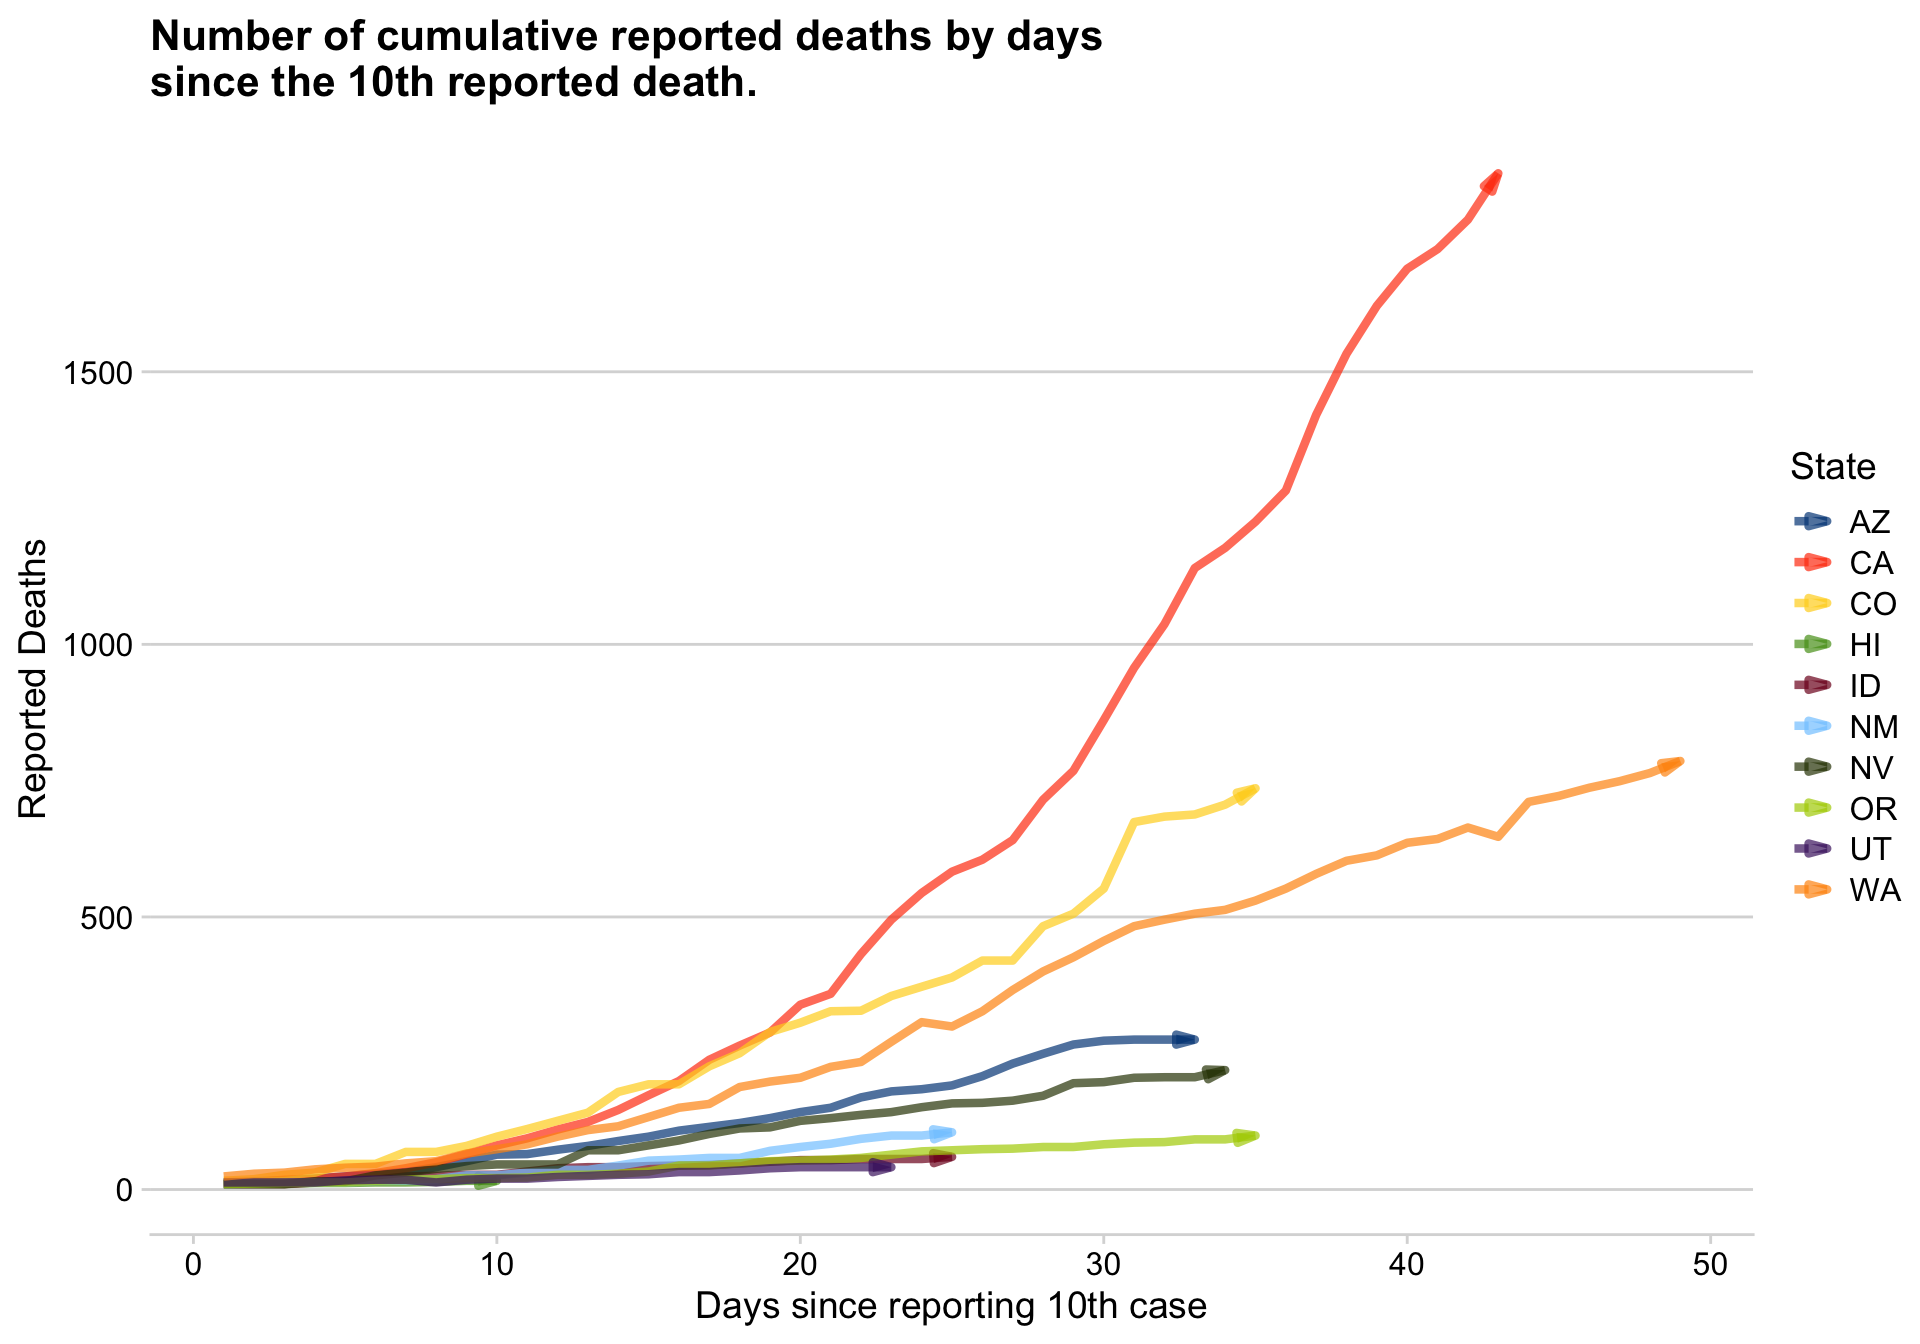 Number of cumulative reported deaths by days
since the 10th reported death.
Reported Deaths
1500
1000
500
0
0 10 20 30 40 50
Days since reporting 10th case
State
AZ
CA
CO
HI
ID
NM
NV
OR
UT
WA